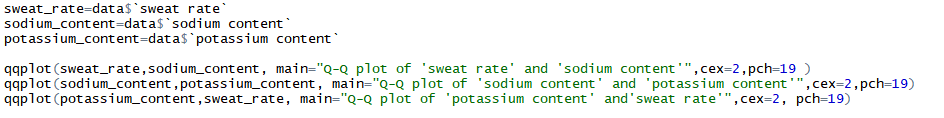 sweat_rate=data$`sweat rate`
sodium_content=data$`sodium content`
potassium_content=data$`potassium content`
qqplot(sweat_rate,sodium_content, main="Q-Q plot of 'sweat rate' and 'sodium content'",cex=2,pch=19 )
qqplot(sodium_content,potassium_content, main="Q-Q plot of 'sodium content' and 'potassium content'",cex=2,pch=19)
qqplot(potassium_content,sweat_rate, main="Q-Q plot of 'potassium content' and'sweat rate'",cex=2, pch=19)